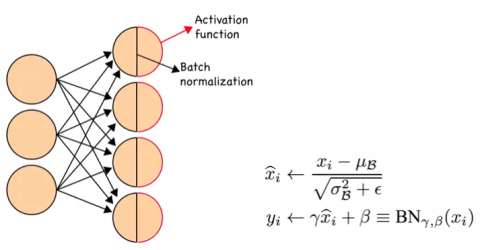 Activation
function
Batch
normalization
x̂ᵢ ← (xᵢ − μ_𝓑) / √(σ²_𝓑 + ϵ)
yᵢ ← γx̂ᵢ + β ≡ BN_γ,β(xᵢ)